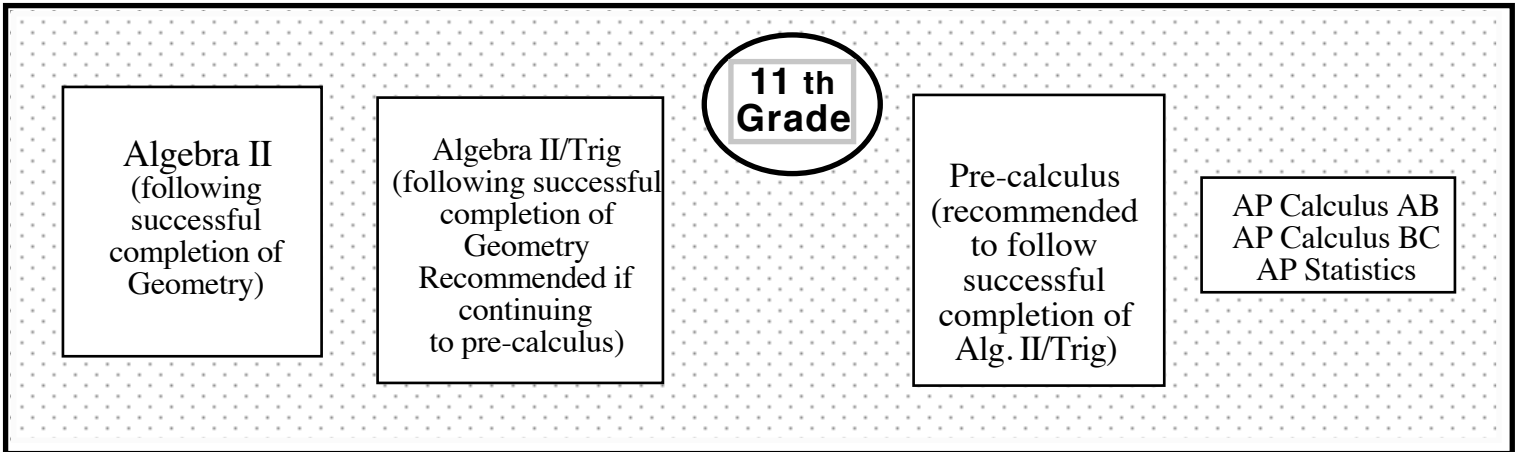 11 th
Grade
Algebra II
(following
successful
completion of
Geometry)
Algebra II/Trig
(following successful
completion of
Geometry
Recommended if
continuing
to pre-calculus)
Pre-calculus
(recommended
to follow
successful
completion of
Alg. II/Trig)
AP Calculus AB
AP Calculus BC
AP Statistics